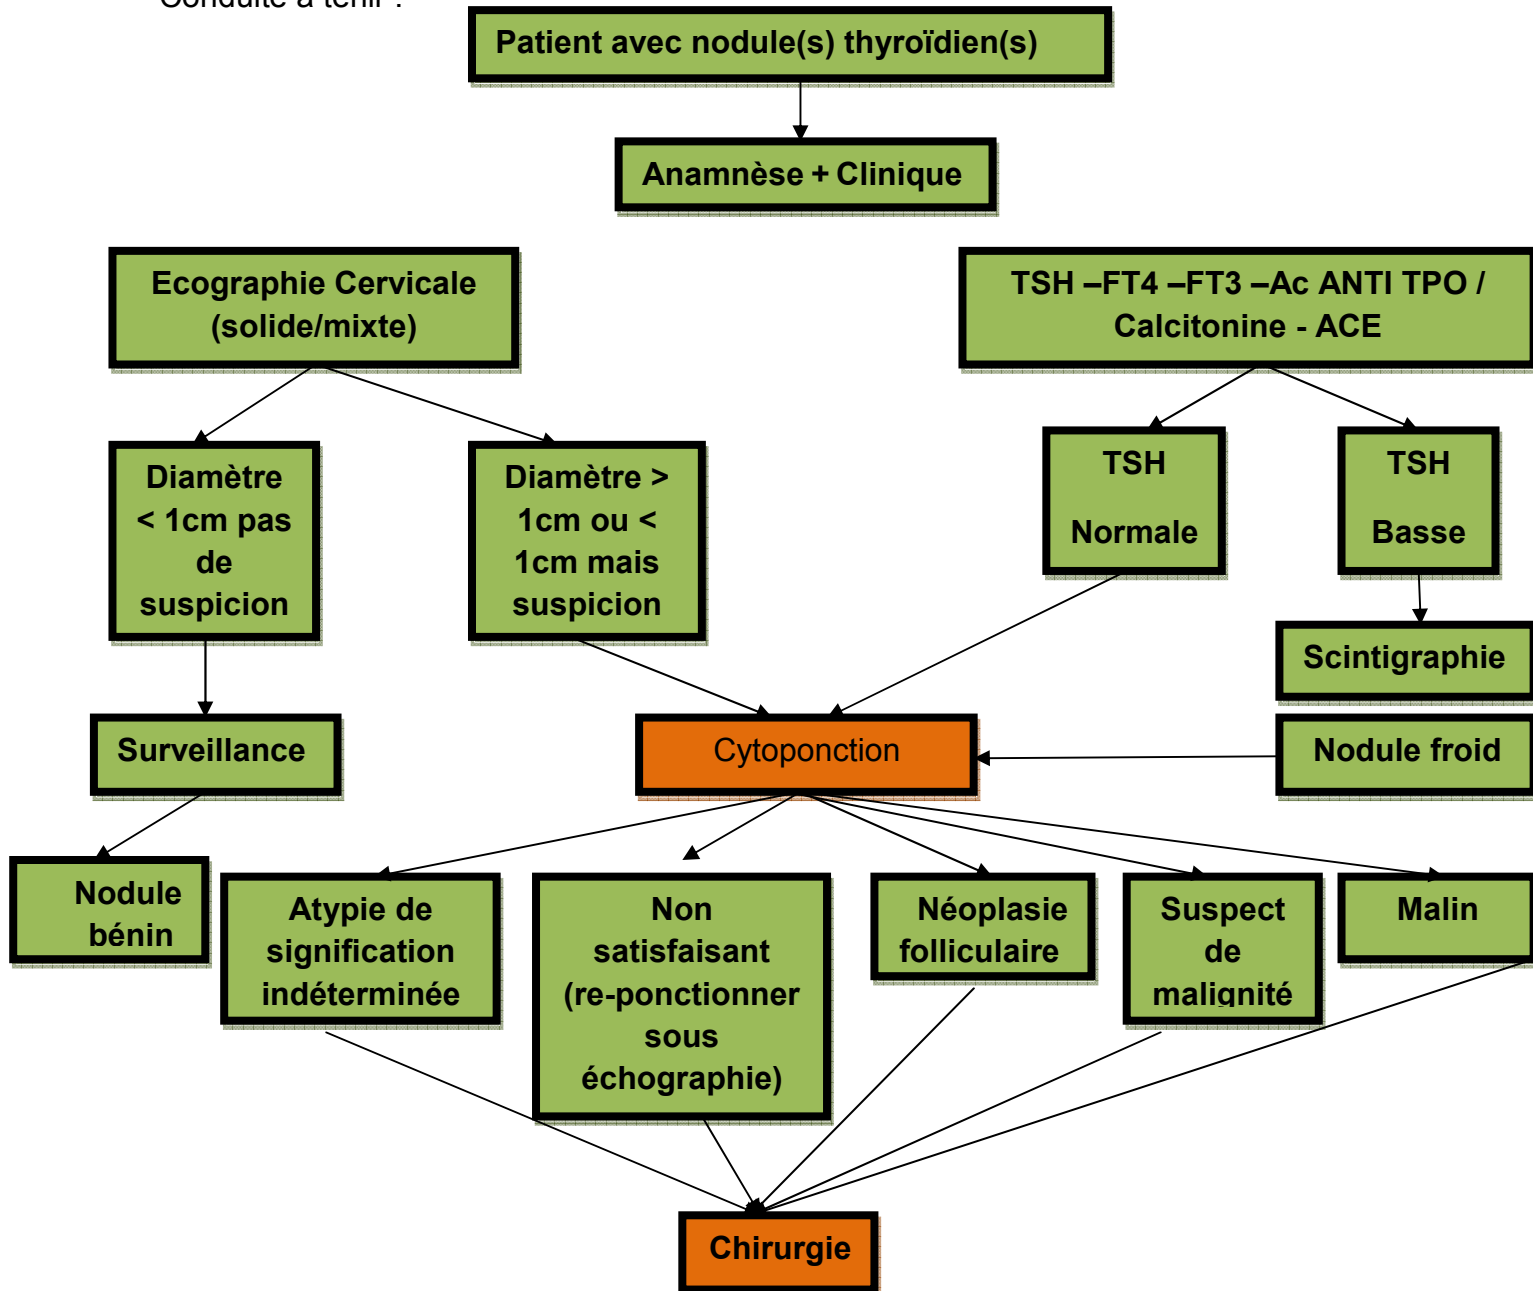 Conduite à tenir :
Patient avec nodule(s) thyroïdien(s)
Anamnèse + Clinique
Ecographie Cervicale
(solide/mixte)
TSH –FT4 –FT3 –Ac ANTI TPO /
Calcitonine - ACE
Diamètre
< 1cm pas
de
suspicion
Diamètre >
1cm ou <
1cm mais
suspicion
TSH
Normale
TSH
Basse
Scintigraphie
Surveillance
Cytoponction
Nodule froid
Nodule
bénin
Atypie de
signification
indéterminée
Non
satisfaisant
(re-ponctionner
sous
échographie)
Néoplasie
folliculaire
Suspect
de
malignité
Malin
Chirurgie